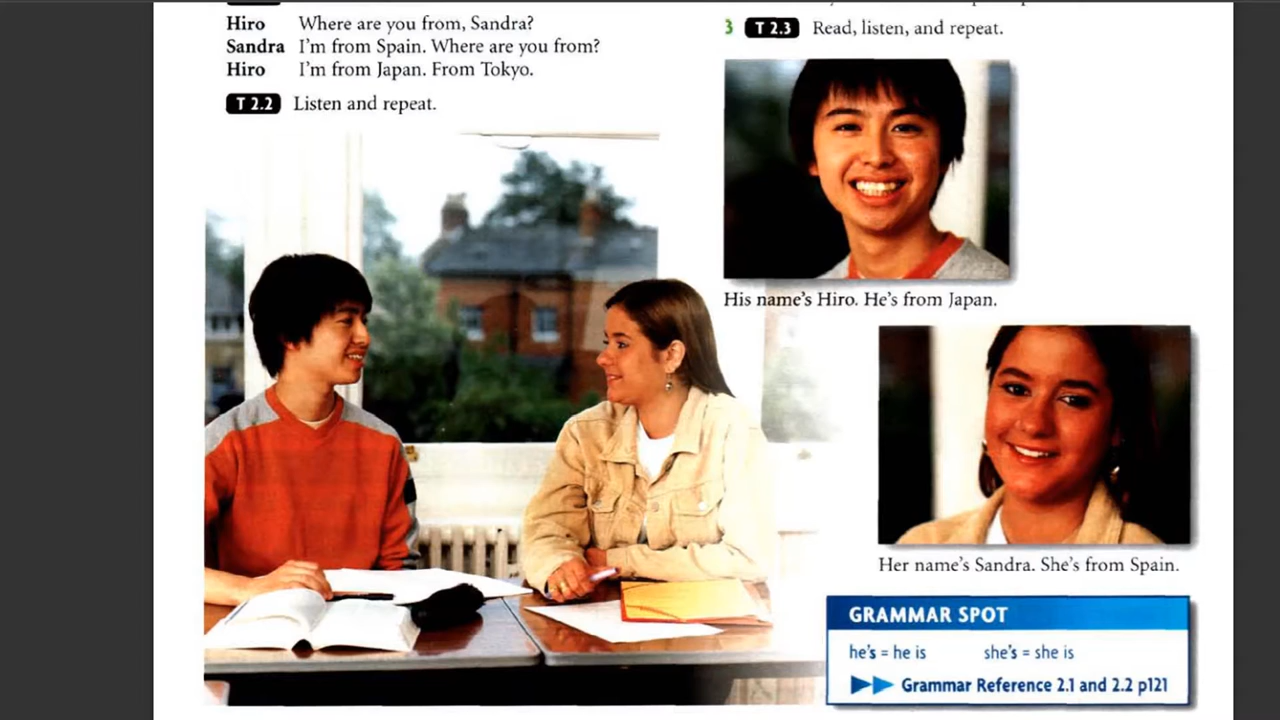 Hiro Where are you from, Sandra?
Sandra I'm from Spain. Where are you from?
Hiro I'm from Japan. From Tokyo.
T 2.2 Listen and repeat.
3 T 2.3 Read, listen, and repeat.
His name's Hiro. He's from Japan.
Her name's Sandra. She's from Spain.
GRAMMAR SPOT
he's = he is she's = she is
Grammar Reference 2.1 and 2.2 p121